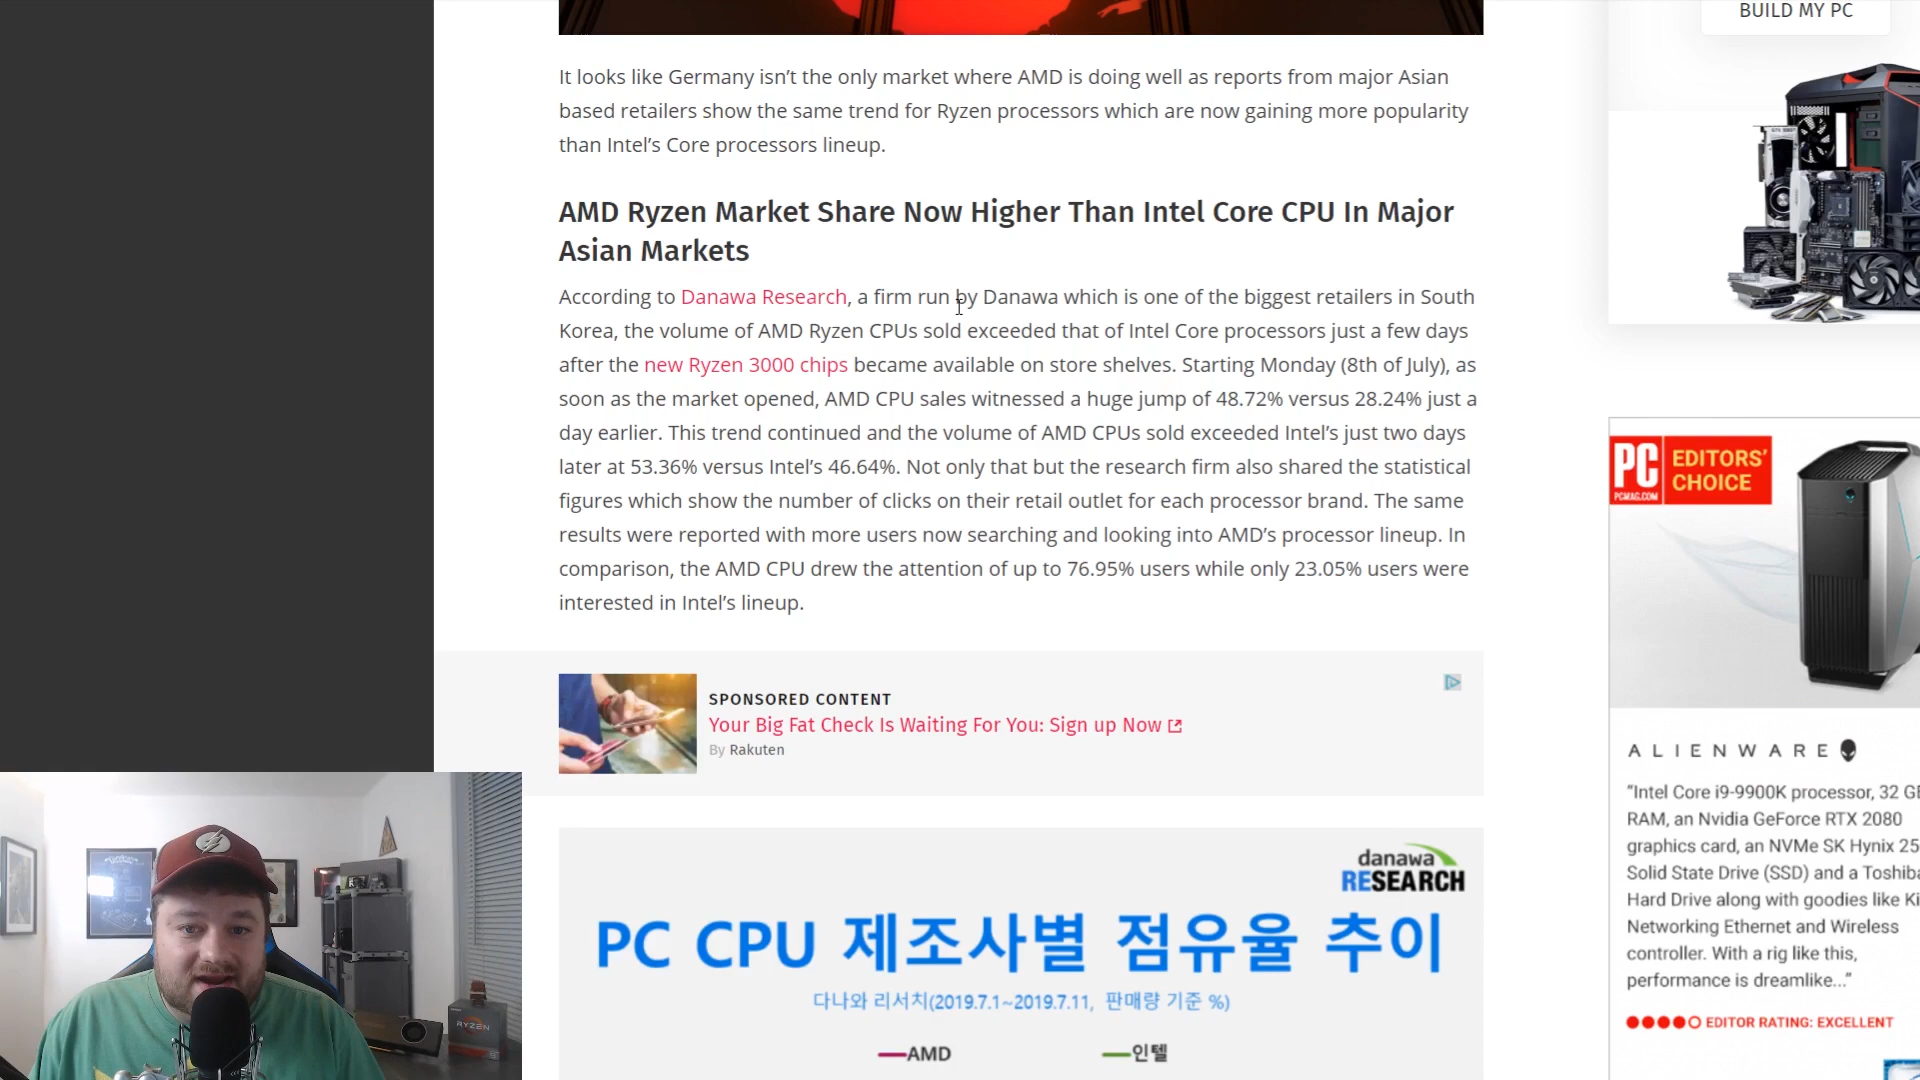 BUILD MY PC
It looks like Germany isn’t the only market where AMD is doing well as reports from major Asian
based retailers show the same trend for Ryzen processors which are now gaining more popularity
than Intel’s Core processors lineup.
AMD Ryzen Market Share Now Higher Than Intel Core CPU In Major
Asian Markets
According to Danawa Research, a firm run by Danawa which is one of the biggest retailers in South
Korea, the volume of AMD Ryzen CPUs sold exceeded that of Intel Core processors just a few days
after the new Ryzen 3000 chips became available on store shelves. Starting Monday (8th of July), as
soon as the market opened, AMD CPU sales witnessed a huge jump of 48.72% versus 28.24% just a
day earlier. This trend continued and the volume of AMD CPUs sold exceeded Intel’s just two days
later at 53.36% versus Intel’s 46.64%. Not only that but the research firm also shared the statistical
figures which show the number of clicks on their retail outlet for each processor brand. The same
results were reported with more users now searching and looking into AMD’s processor lineup. In
comparison, the AMD CPU drew the attention of up to 76.95% users while only 23.05% users were
interested in Intel’s lineup.
SPONSORED CONTENT
Your Big Fat Check Is Waiting For You: Sign up Now
By Rakuten
danawa
RESEARCH
PC CPU 제조사별 점유율 추이
다나와 리서치(2019.7.1~2019.7.11, 판매량 기준 %)
AMD 인텔
PC EDITORS’
PCMAG.COM CHOICE
ALIENWARE
“Intel Core i9-9900K processor, 32 G
RAM, an Nvidia GeForce RTX 2080
graphics card, an NVMe SK Hynix 25
Solid State Drive (SSD) and a Toshiba
Hard Drive along with goodies like Ki
Networking Ethernet and Wireless
controller. With a rig like this,
performance is dreamlike...”
EDITOR RATING: EXCELLENT
RYZEN